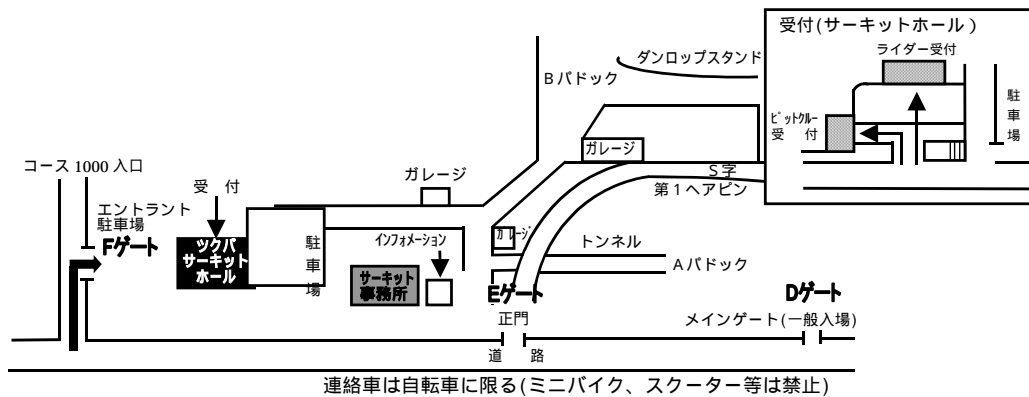 受付(サーキットホール)
ライダー受付
駐車場
ピットクルー
受付
ダンロップスタンド
Bパドック
ガレージ
S字
第1ヘアピン
コース1000入口
ガレージ
受付
エントラント
駐車場
Fゲート
ツクバ
サーキット
ホール
駐車場
インフォメーション
ガレージ
トンネル
サーキット
事務所
Aパドック
Eゲート
正門
Dゲート
メインゲート(一般入場)
道路
連絡車は自転車に限る(ミニバイク、スクーター等は禁止)